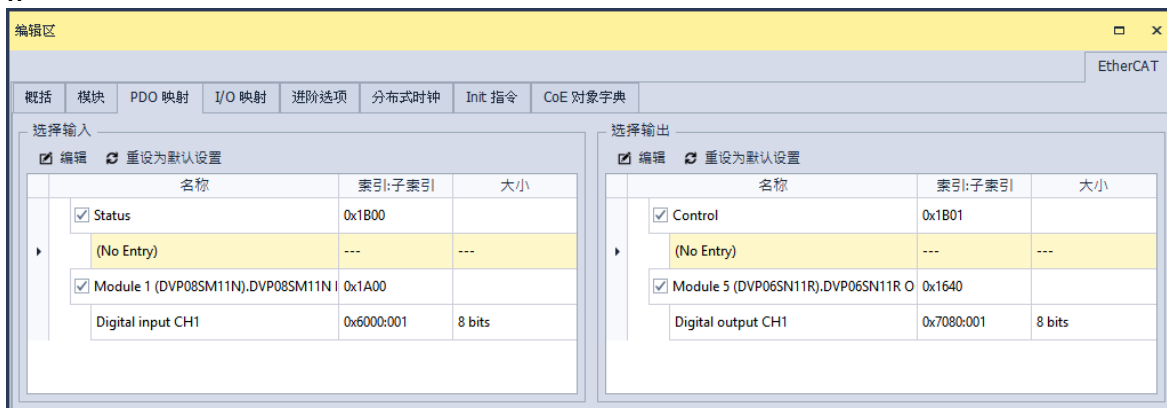 编辑区
EtherCAT
概括 模块 PDO 映射 I/O 映射 进阶选项 分布式时钟 Init 指令 CoE 对象字典
选择输入
编辑 重设为默认设置
名称 索引:子索引 大小
Status 0x1B00
(No Entry) --- ---
Module 1 (DVP08SM11N).DVP08SM11N I 0x1A00
Digital input CH1 0x6000:001 8 bits
选择输出
编辑 重设为默认设置
名称 索引:子索引 大小
Control 0x1B01
(No Entry) --- ---
Module 5 (DVP06SN11R).DVP06SN11R O 0x1640
Digital output CH1 0x7080:001 8 bits